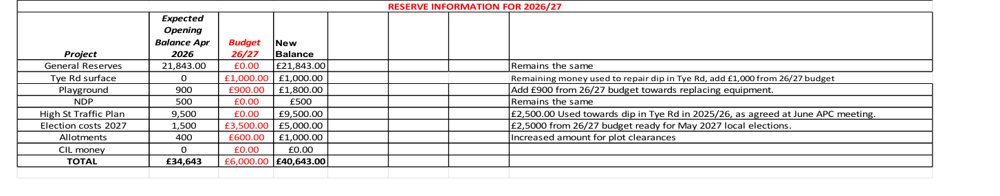 RESERVE INFORMATION FOR 2026/27
Project Expected Opening Balance Apr 2026 Budget 26/27 New Balance
General Reserves 21,843.00 £0.00 £21,843.00 Remains the same
Tye Rd surface 0 £1,000.00 £1,000.00 Remaining money used to repair dip in Tye Rd, add £1,000 from 26/27 budget
Playground 900 £900.00 £1,800.00 Add £900 from 26/27 budget towards replacing equipment.
NDP 500 £0.00 £500 Remains the same
High St Traffic Plan 9,500 £0.00 £9,500.00 £2,500.00 Used towards dip in Tye Rd in 2025/26, as agreed at June APC meeting.
Election costs 2027 1,500 £3,500.00 £5,000.00 £2,5000 from 26/27 budget ready for May 2027 local elections.
Allotments 400 £600.00 £1,000.00 Increased amount for plot clearances
CIL money 0 £0.00 £0.00
TOTAL £34,643 £6,000.00 £40,643.00